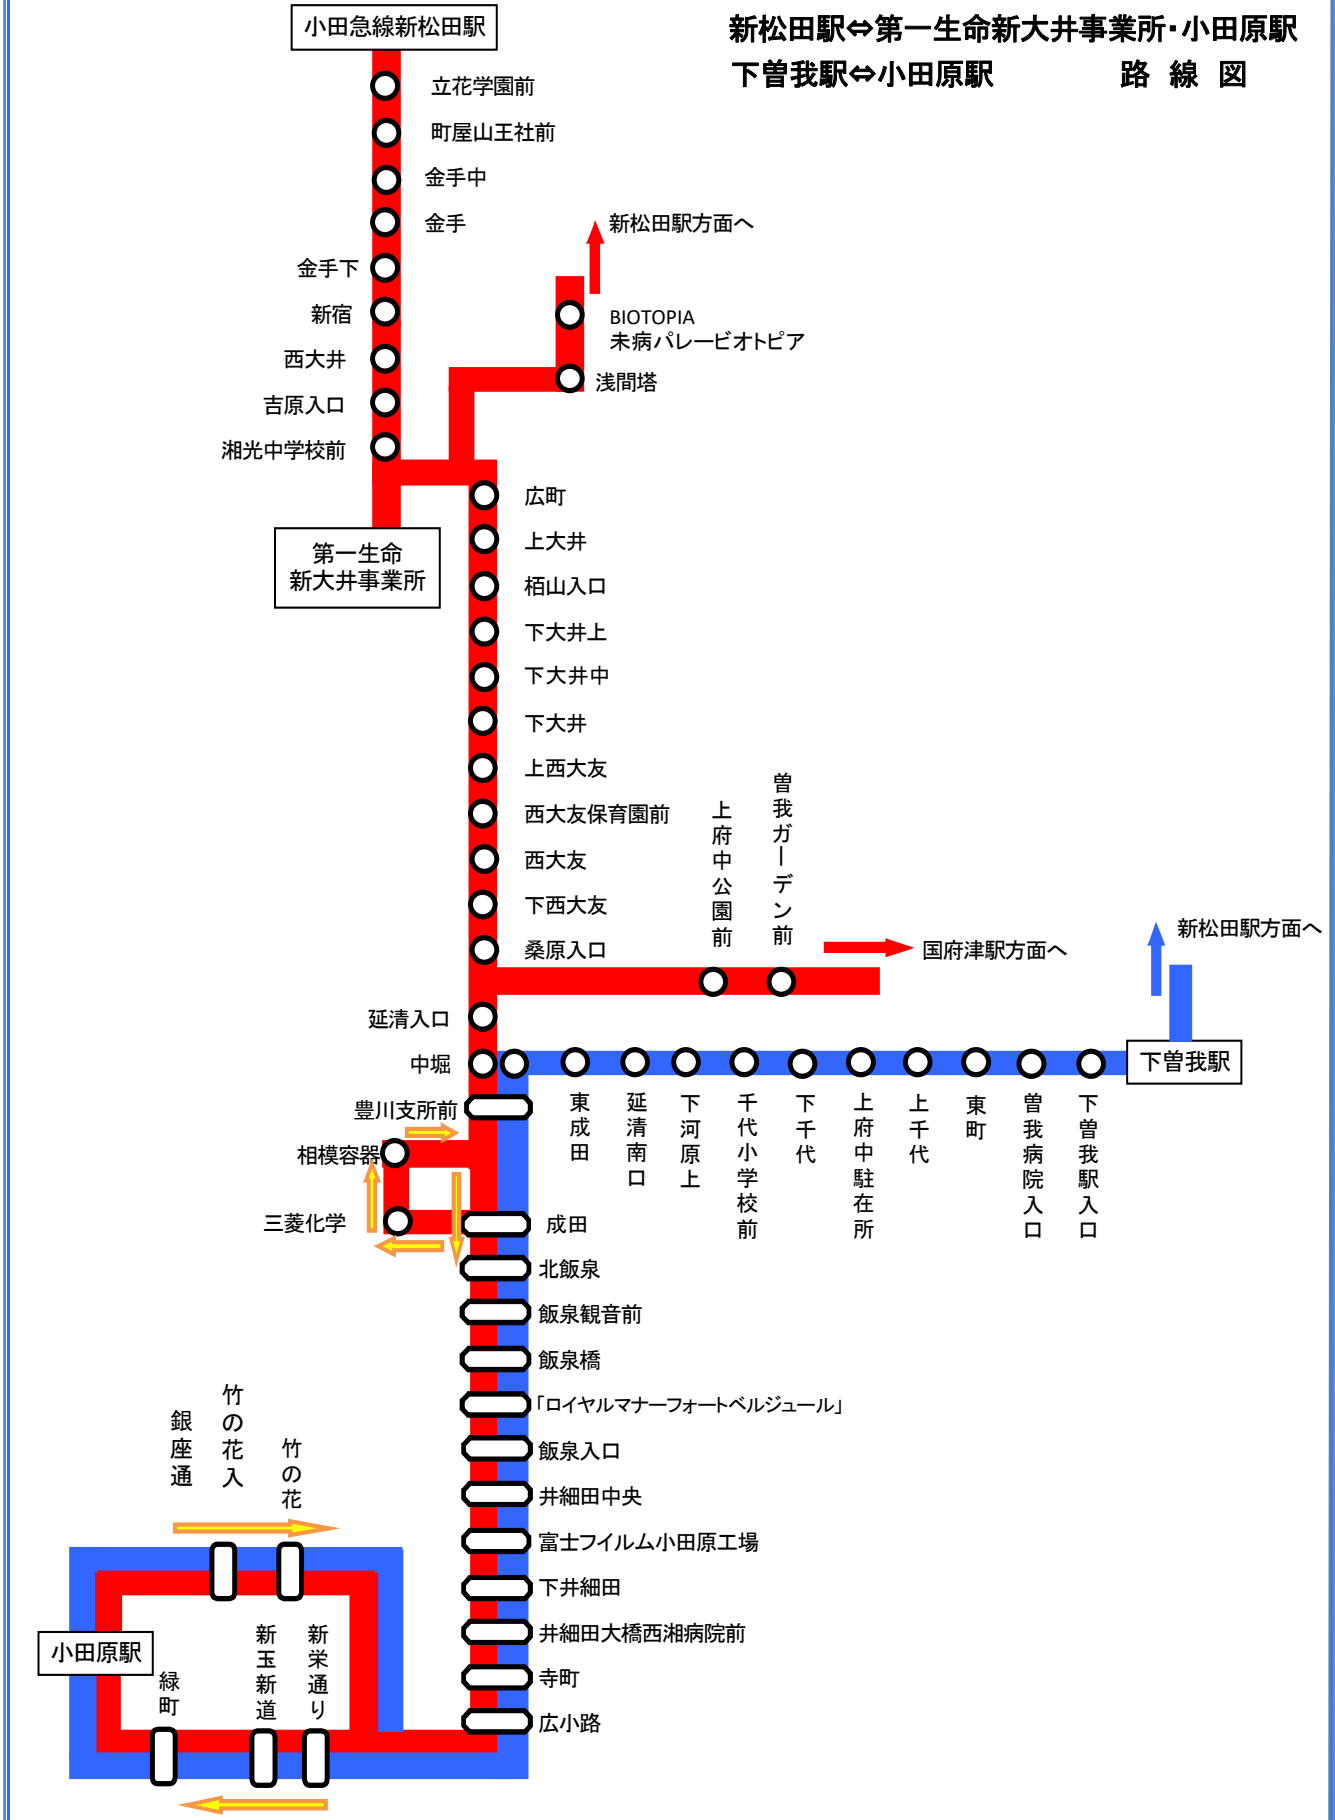 小田急線新松田駅
新松田駅⇔第一生命新大井事業所・小田原駅
下曽我駅⇔小田原駅 路 線 図
立花学園前
町屋山王社前
金手中
金手
金手下
新宿
西大井
吉原入口
湘光中学校前
新松田駅方面へ
BIOTOPIA
未病パレービオトピア
浅間塔
第一生命
新大井事業所
広町
上大井
栢山入口
下大井上
下大井中
下大井
上西大友
西大友保育園前
西大友
下西大友
桑原入口
上府中公園前
曽我ガーデン前
国府津駅方面へ
新松田駅方面へ
延清入口
中堀
下曽我駅
豊川支所前
東成田
延清南口
下河原上
千代小学校前
下千代
上府中駐在所
上千代
東町
曽我病院入口
下曽我駅入口
相模容器
三菱化学
成田
北飯泉
飯泉観音前
飯泉橋
「ロイヤルマナーフォートベルジュール」
飯泉入口
井細田中央
富士フイルム小田原工場
下井細田
井細田大橋西湘病院前
寺町
広小路
銀座通
竹の花入
竹の花
小田原駅
緑町
新玉新道
新栄通り